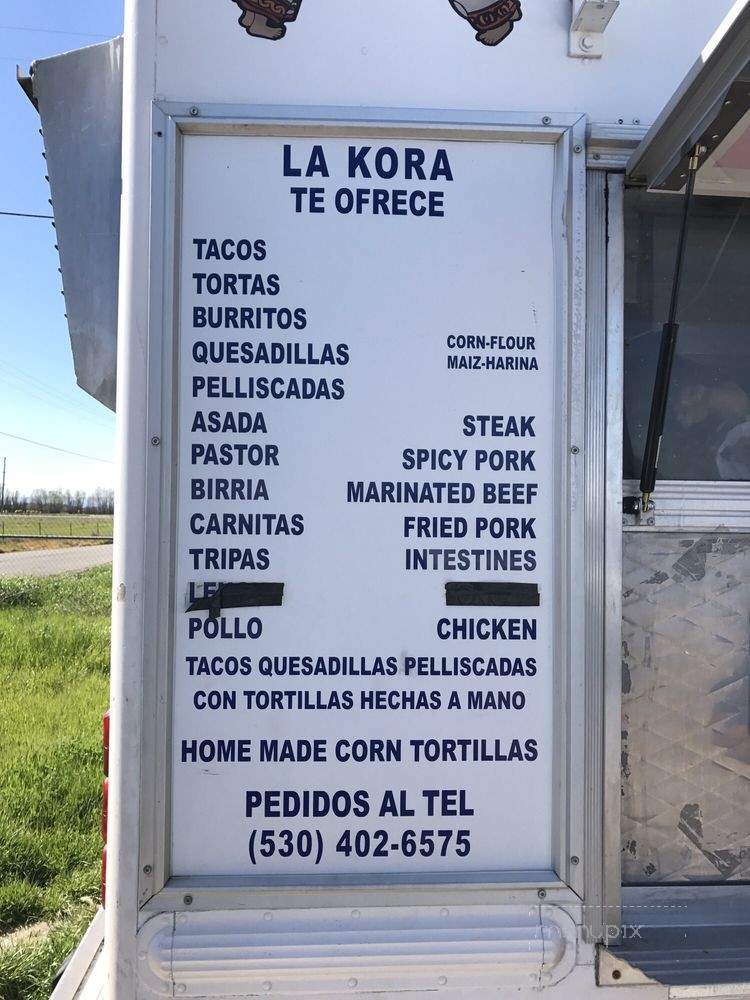 LA KORA
TE OFRECE
TACOS
TORTAS
BURRITOS
QUESADILLAS CORN-FLOUR
MAIZ-HARINA
PELLISCADAS
ASADA STEAK
PASTOR SPICY PORK
BIRRIA MARINATED BEEF
CARNITAS FRIED PORK
TRIPAS INTESTINES
POLLO CHICKEN
TACOS QUESADILLAS PELLISCADAS
CON TORTILLAS HECHAS A MANO
HOME MADE CORN TORTILLAS
PEDIDOS AL TEL
(530) 402-6575
menupix